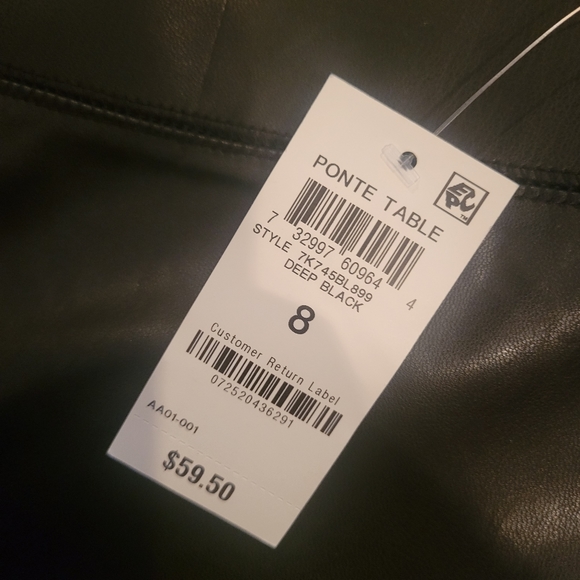 PONTE TABLE
7 32997 60964 4
STYLE 7K745BL899
DEEP BLACK
8
Customer Return Label
072520436291
AA01-001
$59.50